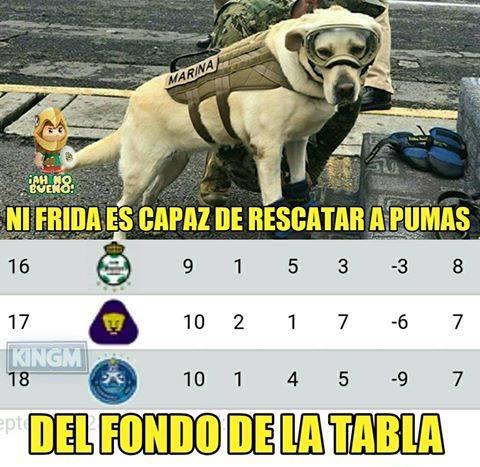 MARINA
¡AH NO
BUENO!
NI FRIDA ES CAPAZ DE RESCATAR A PUMAS
16 9 1 5 3 -3 8
17 10 2 1 7 -6 7
KINGM
18 10 1 4 5 -9 7
DEL FONDO DE LA TABLA